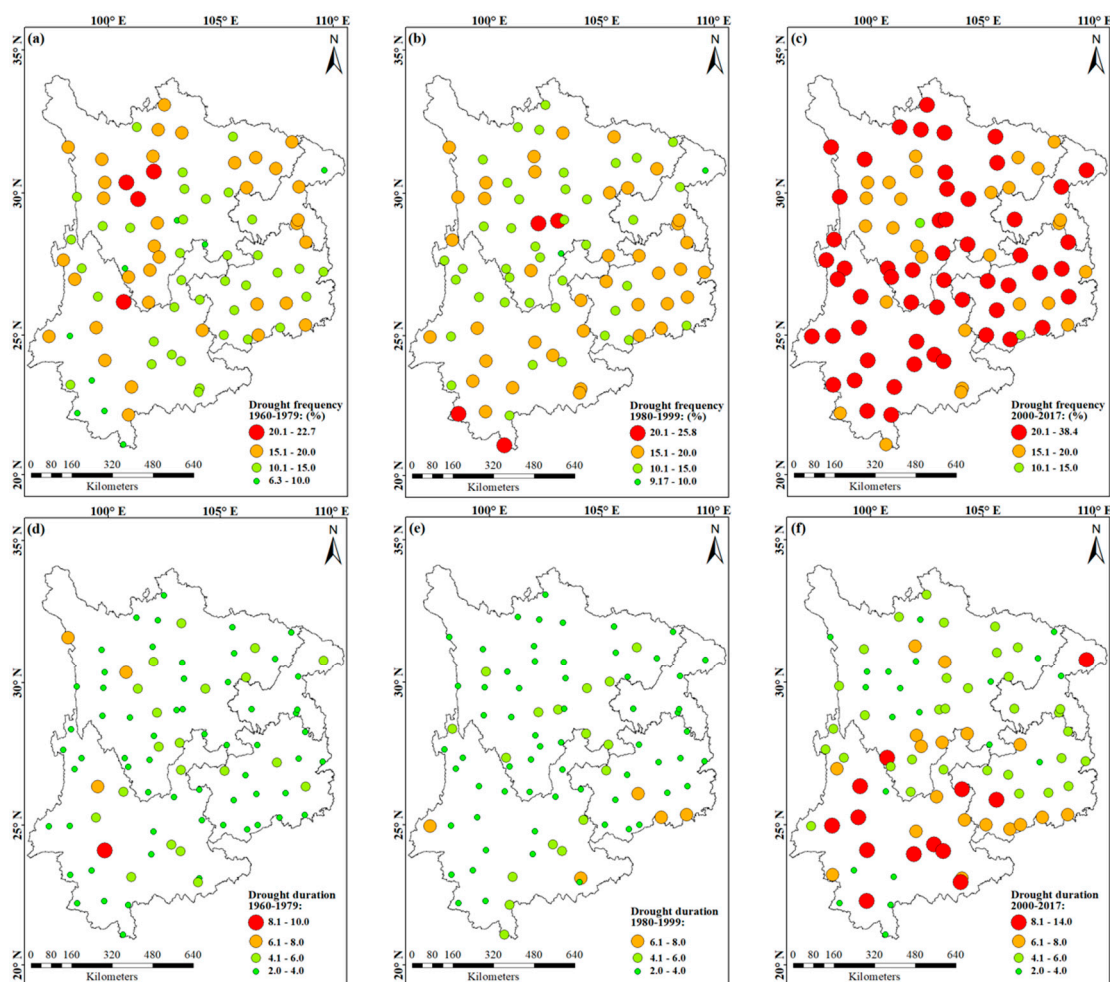 100° E 105° E 110° E
100° E 105° E 110° E
100° E 105° E 110° E
(a)
N
35° N
30° N
25° N
20° N
Drought frequency
1960-1979: (%)
20.1 - 22.7
15.1 - 20.0
10.1 - 15.0
6.3 - 10.0
0 80 160 320 480 640
Kilometers
(b)
N
35° N
30° N
25° N
20° N
Drought frequency
1980-1999: (%)
20.1 - 25.8
15.1 - 20.0
10.1 - 15.0
9.17 - 10.0
0 80 160 320 480 640
Kilometers
(c)
N
35° N
30° N
25° N
20° N
Drought frequency
2000-2017: (%)
20.1 - 38.4
15.1 - 20.0
10.1 - 15.0
0 80 160 320 480 640
Kilometers
100° E 105° E 110° E
100° E 105° E 110° E
100° E 105° E 110° E
(d)
N
35° N
30° N
25° N
20° N
Drought duration
1960-1979:
8.1 - 10.0
6.1 - 8.0
4.1 - 6.0
2.0 - 4.0
0 80 160 320 480 640
Kilometers
(e)
N
35° N
30° N
25° N
20° N
Drought duration
1980-1999:
6.1 - 8.0
4.1 - 6.0
2.0 - 4.0
0 80 160 320 480 640
Kilometers
(f)
N
35° N
30° N
25° N
20° N
Drought duration
2000-2017:
8.1 - 14.0
6.1 - 8.0
4.1 - 6.0
2.0 - 4.0
0 80 160 320 480 640
Kilometers